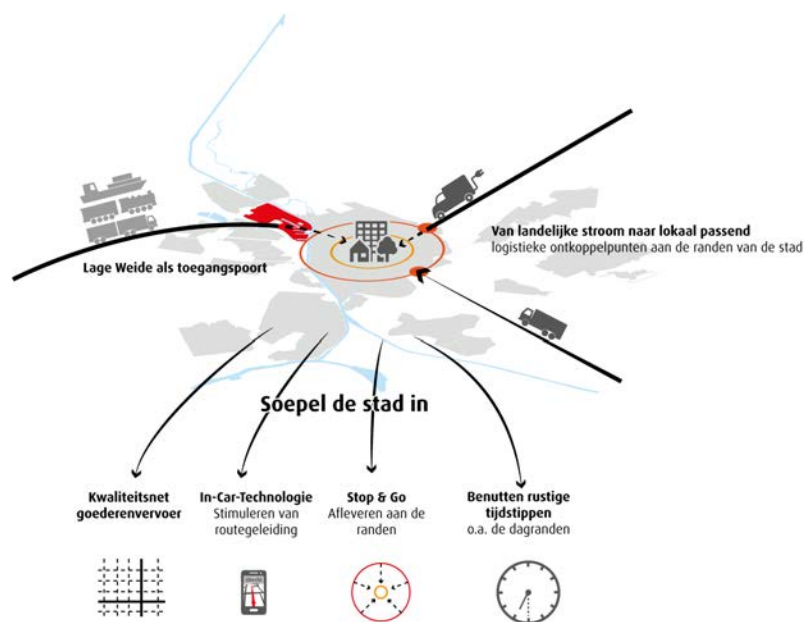 Van landelijke stroom naar lokaal passend
logistieke ontkoppelpunten aan de randen van de stad
Lage Weide als toegangspoort
Soepel de stad in
Kwaliteitsnet
goederenvervoer
In-Car-Technologie
Stimuleren van
routegeleiding
Stop & Go
Afleveren aan de
randen
Benutten rustige
tijdstippen
o.a. de dagranden